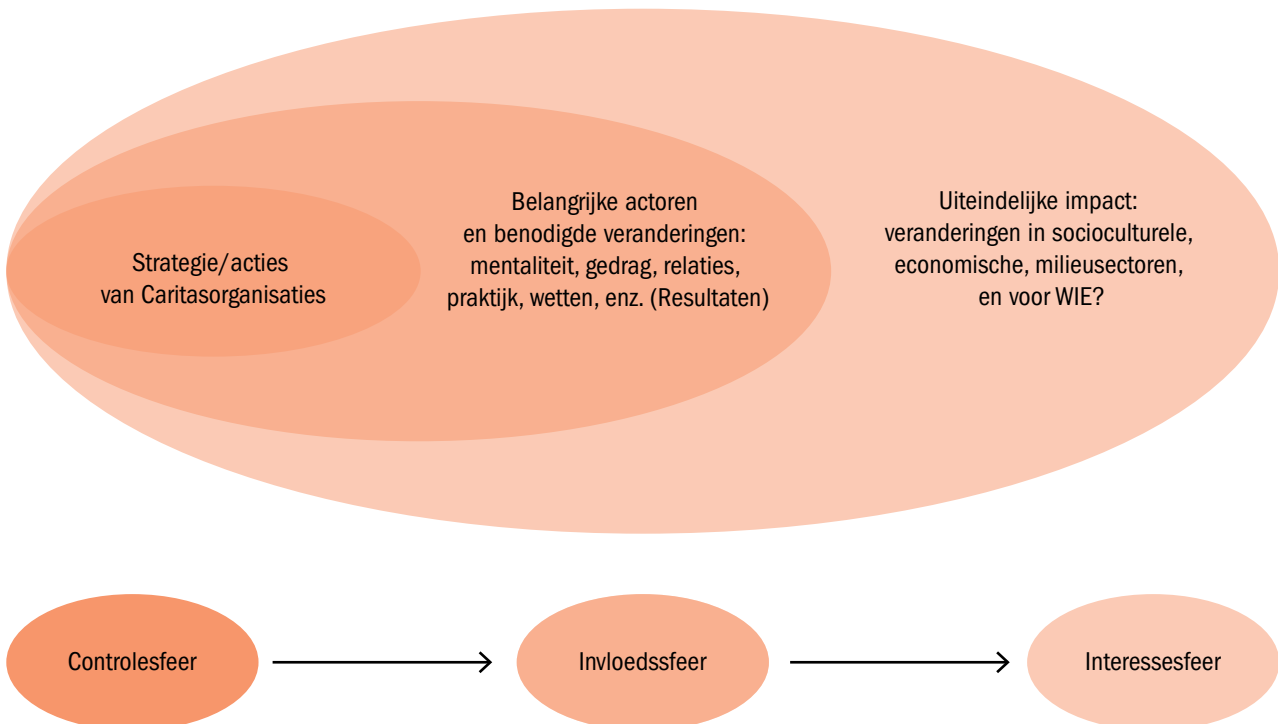 Strategie/acties
van Caritasorganisaties
Belangrijke actoren
en benodigde veranderingen:
mentaliteit, gedrag, relaties,
praktijk, wetten, enz. (Resultaten)
Uiteindelijke impact:
veranderingen in socioculturele,
economische, milieusectoren,
en voor WIE?
Controlesfeer
Invloedssfeer
Interessesfeer